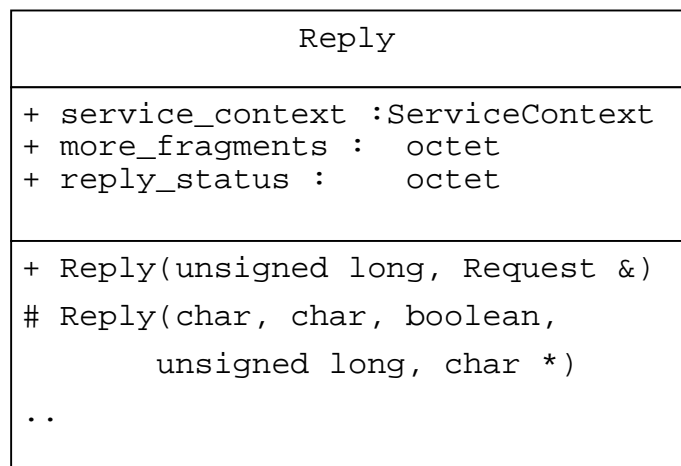 Reply
+ service_context :ServiceContext
+ more_fragments :  octet
+ reply_status :    octet
+ Reply(unsigned long, Request &)
# Reply(char, char, boolean,
unsigned long, char *)
..